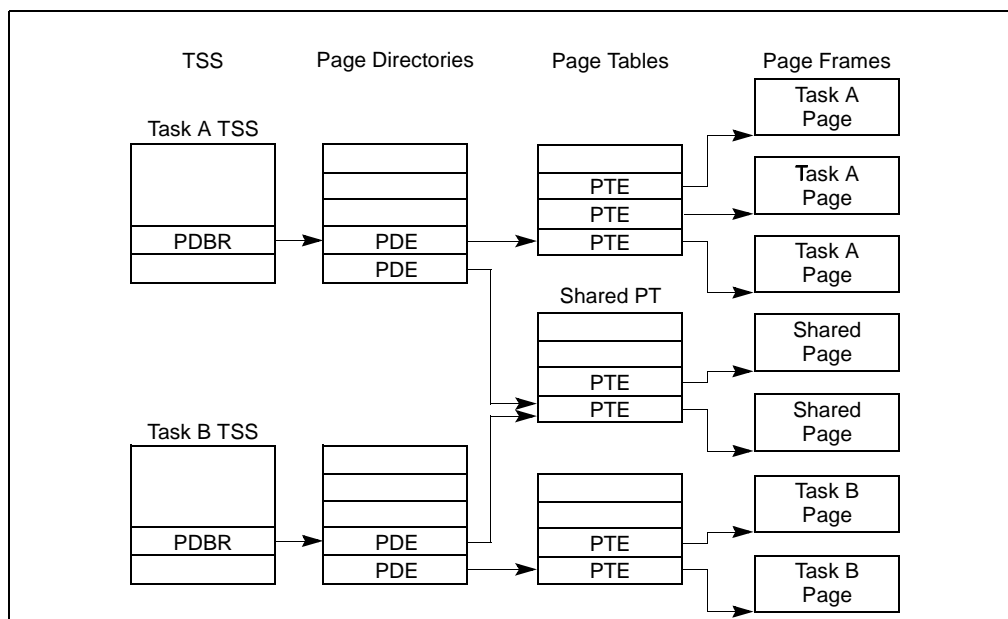 TSS Page Directories Page Tables Page Frames
Task A TSS
PDBR
PDE
PDE
PTE
PTE
PTE
Task A
Page
Task A
Page
Task A
Page
Shared PT
PTE
PTE
Shared
Page
Shared
Page
Task B TSS
PDBR
PDE
PDE
PTE
PTE
Task B
Page
Task B
Page